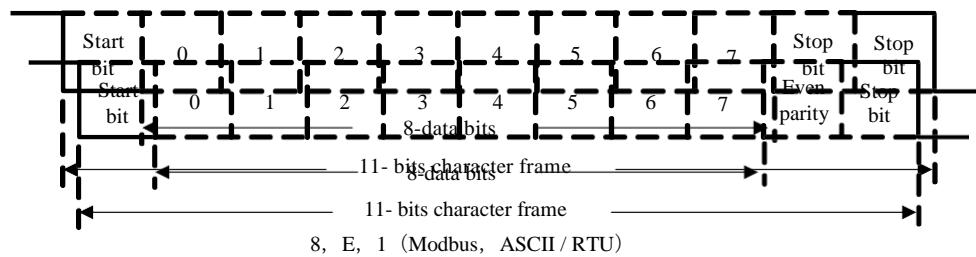 Start bit 0 1 2 3 4 5 6 7 Stop bit Stop bit
Start bit 0 1 2 3 4 5 6 7 Even parity Stop bit
8-data bits
11- bits character frame
8-data bits
11- bits character frame
8, E, 1 (Modbus, ASCII / RTU)